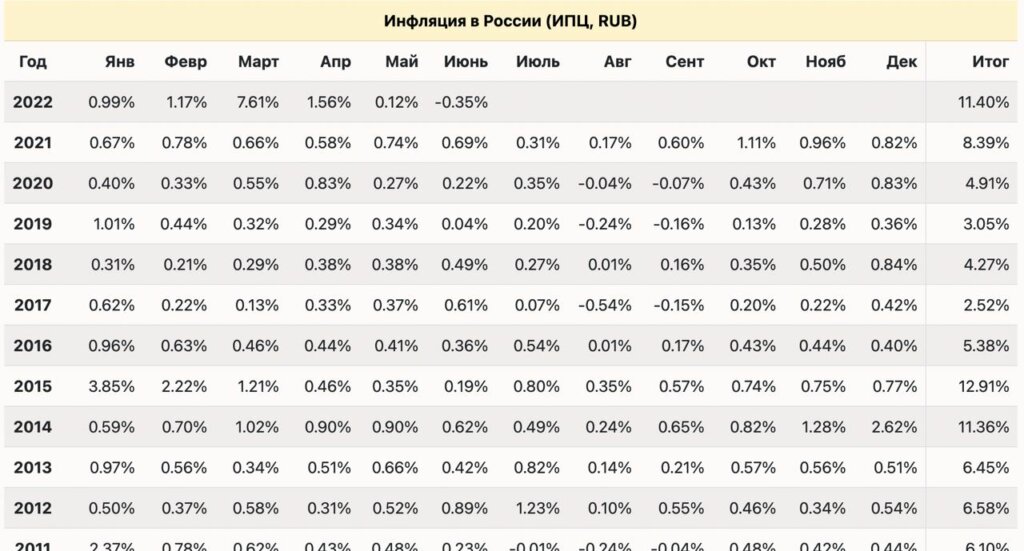 Инфляция в России (ИПЦ, RUB)
Год Янв Февр Март Апр Май Июнь Июль Авг Сент Окт Нояб Дек Итог
2022 0.99% 1.17% 7.61% 1.56% 0.12% -0.35% 11.40%
2021 0.67% 0.78% 0.66% 0.58% 0.74% 0.69% 0.31% 0.17% 0.60% 1.11% 0.96% 0.82% 8.39%
2020 0.40% 0.33% 0.55% 0.83% 0.27% 0.22% 0.35% -0.04% -0.07% 0.43% 0.71% 0.83% 4.91%
2019 1.01% 0.44% 0.32% 0.29% 0.34% 0.04% 0.20% -0.24% -0.16% 0.13% 0.28% 0.36% 3.05%
2018 0.31% 0.21% 0.29% 0.38% 0.38% 0.49% 0.27% 0.01% 0.16% 0.35% 0.50% 0.84% 4.27%
2017 0.62% 0.22% 0.13% 0.33% 0.37% 0.61% 0.07% -0.54% -0.15% 0.20% 0.22% 0.42% 2.52%
2016 0.96% 0.63% 0.46% 0.44% 0.41% 0.36% 0.54% 0.01% 0.17% 0.43% 0.44% 0.40% 5.38%
2015 3.85% 2.22% 1.21% 0.46% 0.35% 0.19% 0.80% 0.35% 0.57% 0.74% 0.75% 0.77% 12.91%
2014 0.59% 0.70% 1.02% 0.90% 0.90% 0.62% 0.49% 0.24% 0.65% 0.82% 1.28% 2.62% 11.36%
2013 0.97% 0.56% 0.34% 0.51% 0.66% 0.42% 0.82% 0.14% 0.21% 0.57% 0.56% 0.51% 6.45%
2012 0.50% 0.37% 0.58% 0.31% 0.52% 0.89% 1.23% 0.10% 0.55% 0.46% 0.34% 0.54% 6.58%
2011 2.37% 0.78% 0.62% 0.43% 0.48% 0.23% -0.01% -0.24% -0.04% 0.48% 0.42% 0.44% 6.10%